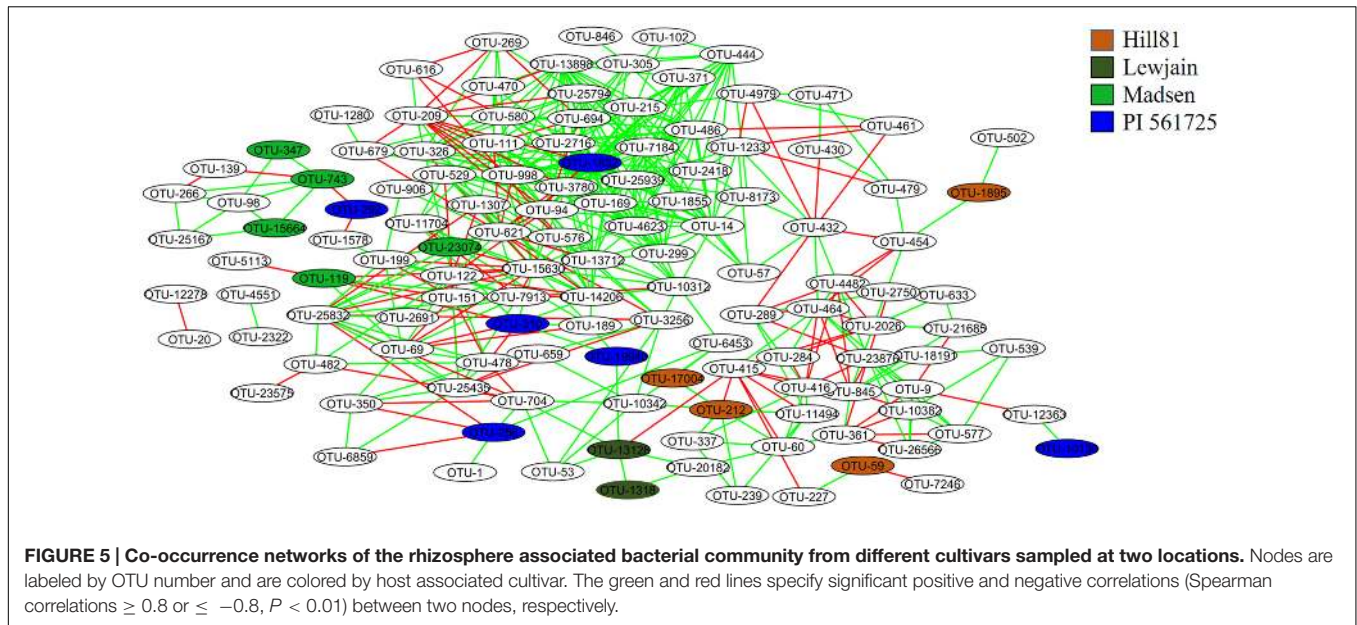 OTU-269
OTU-846
OTU-102
OTU-444
OTU-616
OTU-13898
OTU-305
OTU-371
OTU-470
OTU-25794
OTU-4979
OTU-471
OTU-1280
OTU-209
OTU-580
OTU-694
OTU-215
OTU-486
OTU-461
OTU-502
OTU-347
OTU-679
OTU-326
OTU-111
OTU-2716
OTU-7184
OTU-1233
OTU-430
OTU-139
OTU-743
OTU-529
OTU-998
OTU-25939
OTU-2418
OTU-479
OTU-1895
OTU-266
OTU-98
OTU-906
OTU-3780
OTU-1307
OTU-94
OTU-169
OTU-1855
OTU-8173
OTU-15664
OTU-11704
OTU-621
OTU-576
OTU-4623
OTU-14
OTU-432
OTU-454
OTU-25167
OTU-1578
OTU-23074
OTU-299
OTU-5113
OTU-199
OTU-122
OTU-15630
OTU-13712
OTU-57
OTU-119
OTU-10312
OTU-4482
OTU-2750
OTU-633
OTU-12278
OTU-4551
OTU-151
OTU-7913
OTU-14206
OTU-25832
OTU-2691
OTU-189
OTU-3256
OTU-289
OTU-464
OTU-2026
OTU-21685
OTU-20
OTU-2322
OTU-69
OTU-659
OTU-6453
OTU-284
OTU-23876
OTU-18191
OTU-539
OTU-482
OTU-478
OTU-415
OTU-17004
OTU-416
OTU-845
OTU-9
OTU-23575
OTU-25435
OTU-350
OTU-704
OTU-10342
OTU-212
OTU-11494
OTU-10382
OTU-12363
OTU-361
OTU-577
OTU-6859
OTU-1
OTU-53
OTU-13128
OTU-337
OTU-60
OTU-26566
OTU-20182
OTU-59
OTU-7246
OTU-1318
OTU-239
OTU-227
Hill81
Lewjain
Madsen
PI 561725
FIGURE 5 | Co-occurrence networks of the rhizosphere associated bacterial community from different cultivars sampled at two locations. Nodes are
labeled by OTU number and are colored by host associated cultivar. The green and red lines specify significant positive and negative correlations (Spearman
correlations ≥ 0.8 or ≤ −0.8, P < 0.01) between two nodes, respectively.